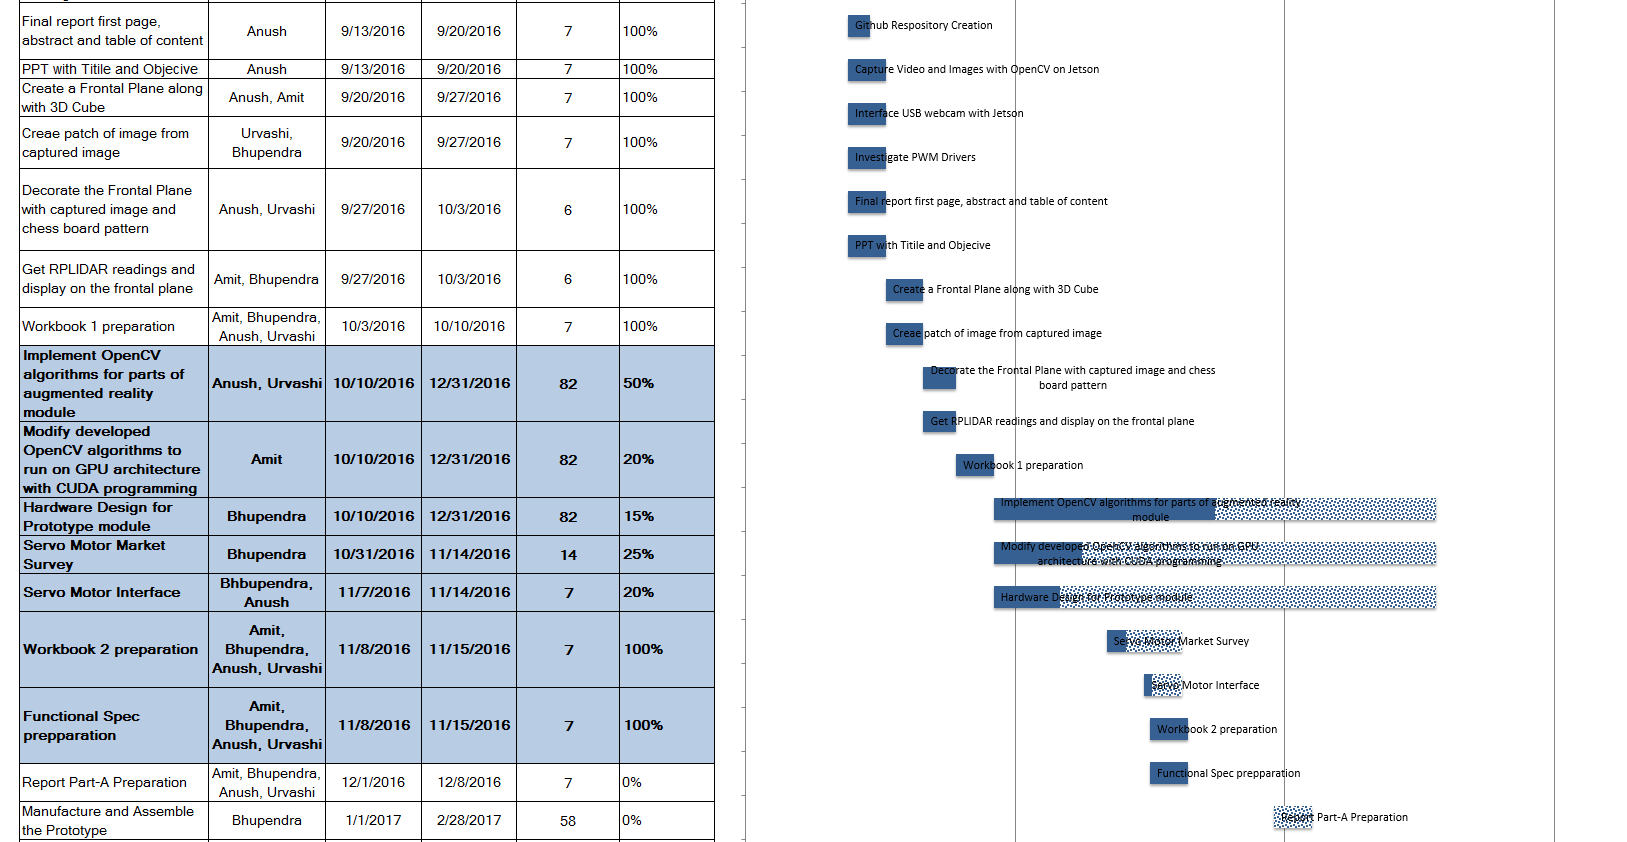 Final report first page,
abstract and table of content
Anush
9/13/2016
9/20/2016
7
100%
PPT with Titile and Objecive
Anush
9/13/2016
9/20/2016
7
100%
Create a Frontal Plane along
with 3D Cube
Anush, Amit
9/20/2016
9/27/2016
7
100%
Creae patch of image from
captured image
Urvashi,
Bhupendra
9/20/2016
9/27/2016
7
100%
Decorate the Frontal Plane
with captured image and
chess board pattern
Anush, Urvashi
9/27/2016
10/3/2016
6
100%
Get RPLIDAR readings and
display on the frontal plane
Amit, Bhupendra
9/27/2016
10/3/2016
6
100%
Workbook 1 preparation
Amit, Bhupendra,
Anush, Urvashi
10/3/2016
10/10/2016
7
100%
Implement OpenCV
algorithms for parts of
augmented reality
module
Anush, Urvashi
10/10/2016
12/31/2016
82
50%
Modify developed
OpenCV algorithms to
run on GPU architecture
with CUDA programming
Amit
10/10/2016
12/31/2016
82
20%
Hardware Design for
Prototype module
Bhupendra
10/10/2016
12/31/2016
82
15%
Servo Motor Market
Survey
Bhupendra
10/31/2016
11/14/2016
14
25%
Servo Motor Interface
Bhbupendra,
Anush
11/7/2016
11/14/2016
7
20%
Workbook 2 preparation
Amit,
Bhupendra,
Anush, Urvashi
11/8/2016
11/15/2016
7
100%
Functional Spec
prepparation
Amit,
Bhupendra,
Anush, Urvashi
11/8/2016
11/15/2016
7
100%
Report Part-A Preparation
Amit, Bhupendra,
Anush, Urvashi
12/1/2016
12/8/2016
7
0%
Manufacture and Assemble
the Prototype
Bhupendra
1/1/2017
2/28/2017
58
0%
Github Respository Creation
Capture Video and Images with OpenCV on Jetson
Interface USB webcam with Jetson
Investigate PWM Drivers
Final report first page, abstract and table of content
PPT with Titile and Objecive
Create a Frontal Plane along with 3D Cube
Creae patch of image from captured image
Decorate the Frontal Plane with captured image and chess
board pattern
Get RPLIDAR readings and display on the frontal plane
Workbook 1 preparation
Implement OpenCV algorithms for parts of augmented reality
module
Modify developed OpenCV algorithms to run on GPU
architecture with CUDA programming
Hardware Design for Prototype module
Servo Motor Market Survey
Servo Motor Interface
Workbook 2 preparation
Functional Spec prepparation
Report Part-A Preparation